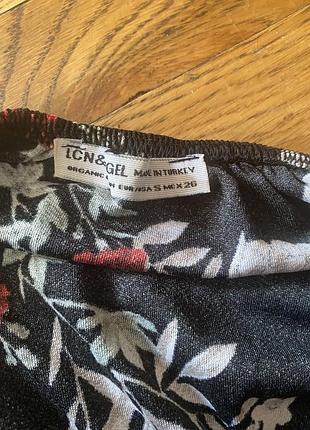 LCN&GEL MADE IN TURKEY
ORGANIC EUR/USA S MEX 26